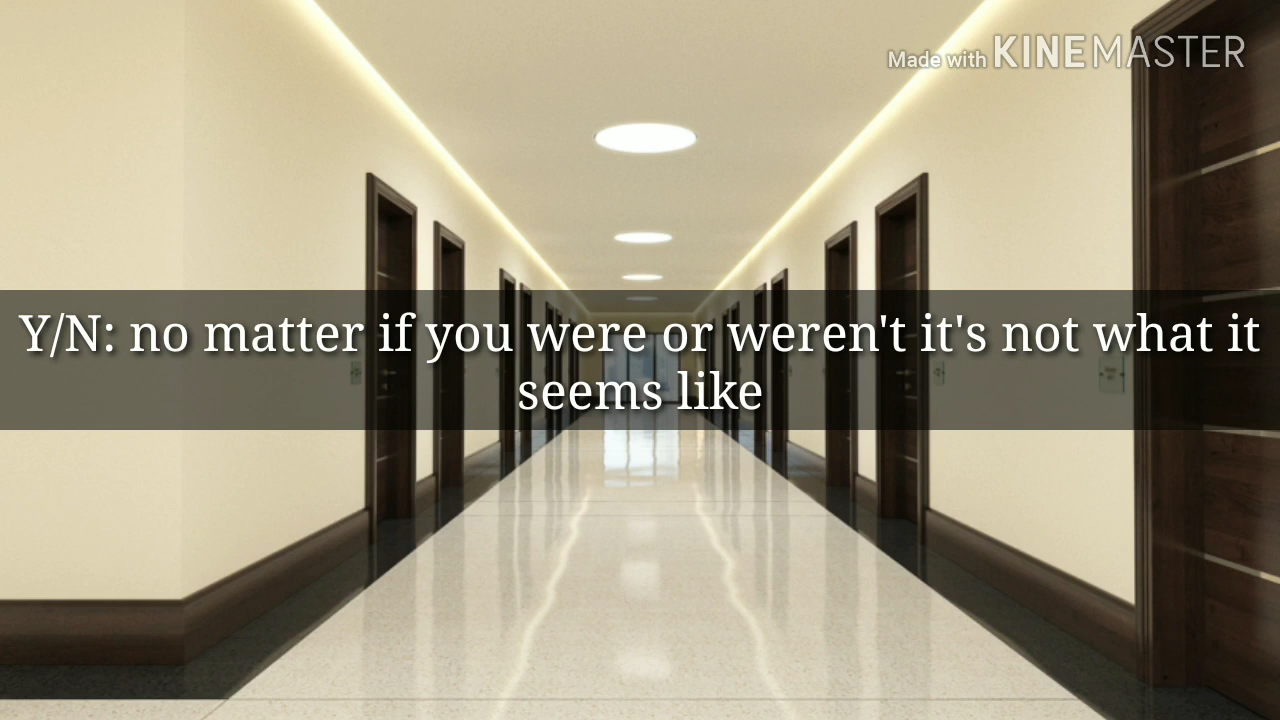 Made with KINEMASTER
Y/N: no matter if you were or weren't it's not what it
seems like